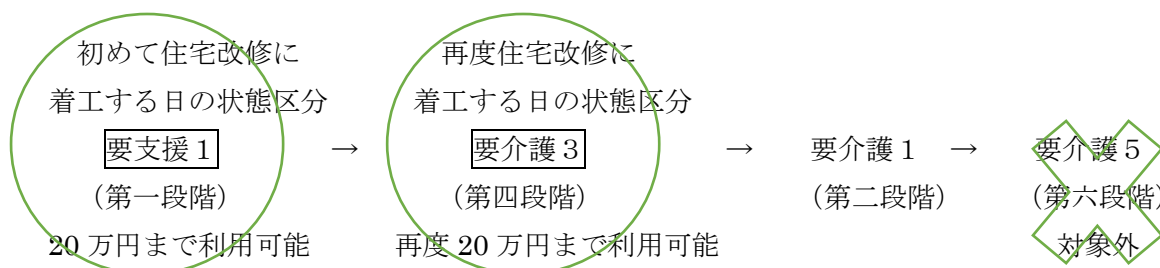 初めて住宅改修に
着工する日の状態区分
要支援１
（第一段階）
20 万円まで利用可能
→
再度住宅改修に
着工する日の状態区分
要介護３
（第四段階）
再度 20 万円まで利用可能
→
要介護１
（第二段階）
→
要介護５
（第六段階）
対象外